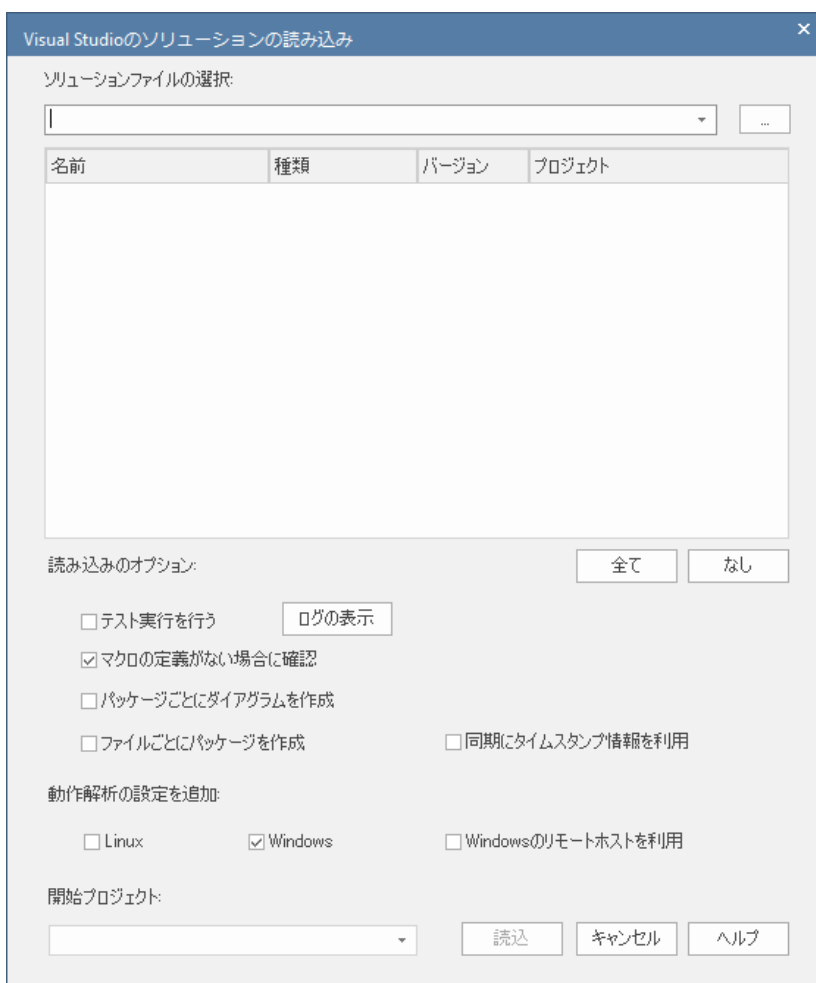 Visual Studioのソリューションの読み込み
ソリューションファイルの選択:
...
名前 種類 バージョン プロジェクト
読み込みのオプション: 全て なし
テスト実行を行う ログの表示
マクロの定義がない場合に確認
パッケージごとにダイアグラムを作成
ファイルごとにパッケージを作成 同期にタイムスタンプ情報を利用
動作解析の設定を追加:
Linux Windows Windowsのリモートホストを利用
開始プロジェクト:
読込 キャンセル ヘルプ